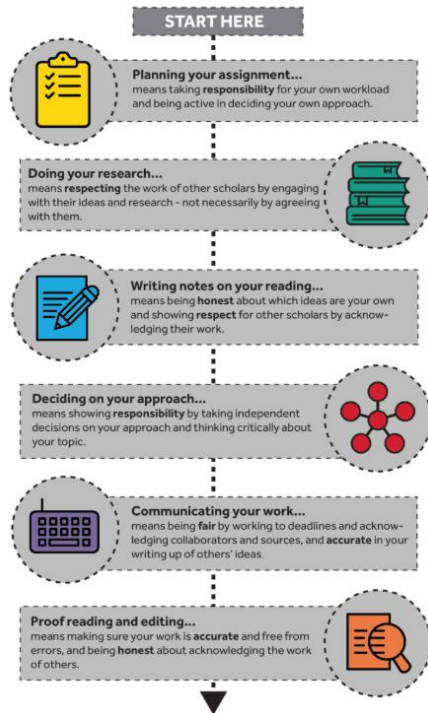 START HERE
Planning your assignment...
means taking responsibility for your own workload
and being active in deciding your own approach.
Doing your research...
means respecting the work of other scholars by engaging
with their ideas and research - not necessarily by agreeing
with them.
Writing notes on your reading...
means being honest about which ideas are your own
and showing respect for other scholars by acknow-
ledging their work.
Deciding on your approach...
means showing responsibility by taking independent
decisions on your approach and thinking critically about
your topic.
Communicating your work...
means being fair by working to deadlines and acknow-
ledging collaborators and sources, and accurate in your
writing up of others' ideas.
Proof reading and editing...
means making sure your work is accurate and free from
errors, and being honest about acknowledging the work
of others.